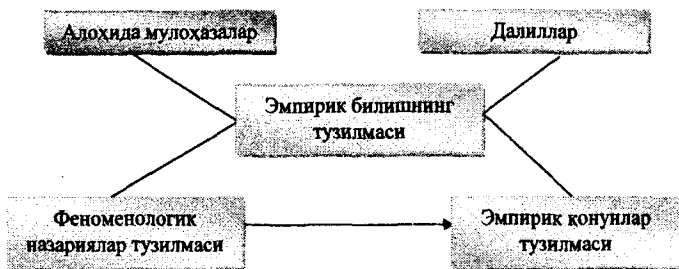 Алоҳида мулоҳазалар
Далиллар
Эмпирик билишнинг
тузилмаси
Феноменологик
назариялар тузилмаси
Эмпирик қонунлар
тузилмаси